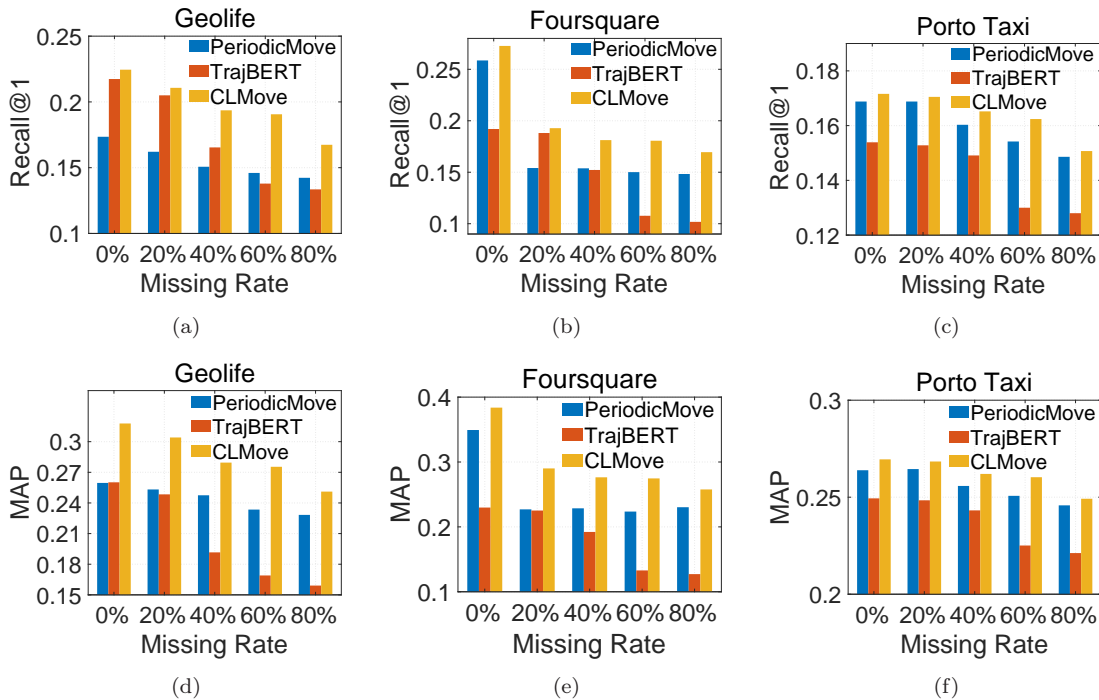 Geolife
Recall@1
0.25
0.2
0.15
0.1
PeriodicMove
TrajBERT
CLMove
0% 20% 40% 60% 80%
Missing Rate
(a)
Foursquare
Recall@1
0.25
0.2
0.15
0.1
PeriodicMove
TrajBERT
CLMove
0% 20% 40% 60% 80%
Missing Rate
(b)
Porto Taxi
Recall@1
0.18
0.16
0.14
0.12
PeriodicMove
TrajBERT
CLMove
0% 20% 40% 60% 80%
Missing Rate
(c)
Geolife
MAP
0.3
0.27
0.24
0.21
0.18
0.15
PeriodicMove
TrajBERT
CLMove
0% 20% 40% 60% 80%
Missing Rate
(d)
Foursquare
MAP
0.4
0.3
0.2
0.1
PeriodicMove
TrajBERT
CLMove
0% 20% 40% 60% 80%
Missing Rate
(e)
Porto Taxi
MAP
0.3
0.25
0.2
PeriodicMove
TrajBERT
CLMove
0% 20% 40% 60% 80%
Missing Rate
(f)